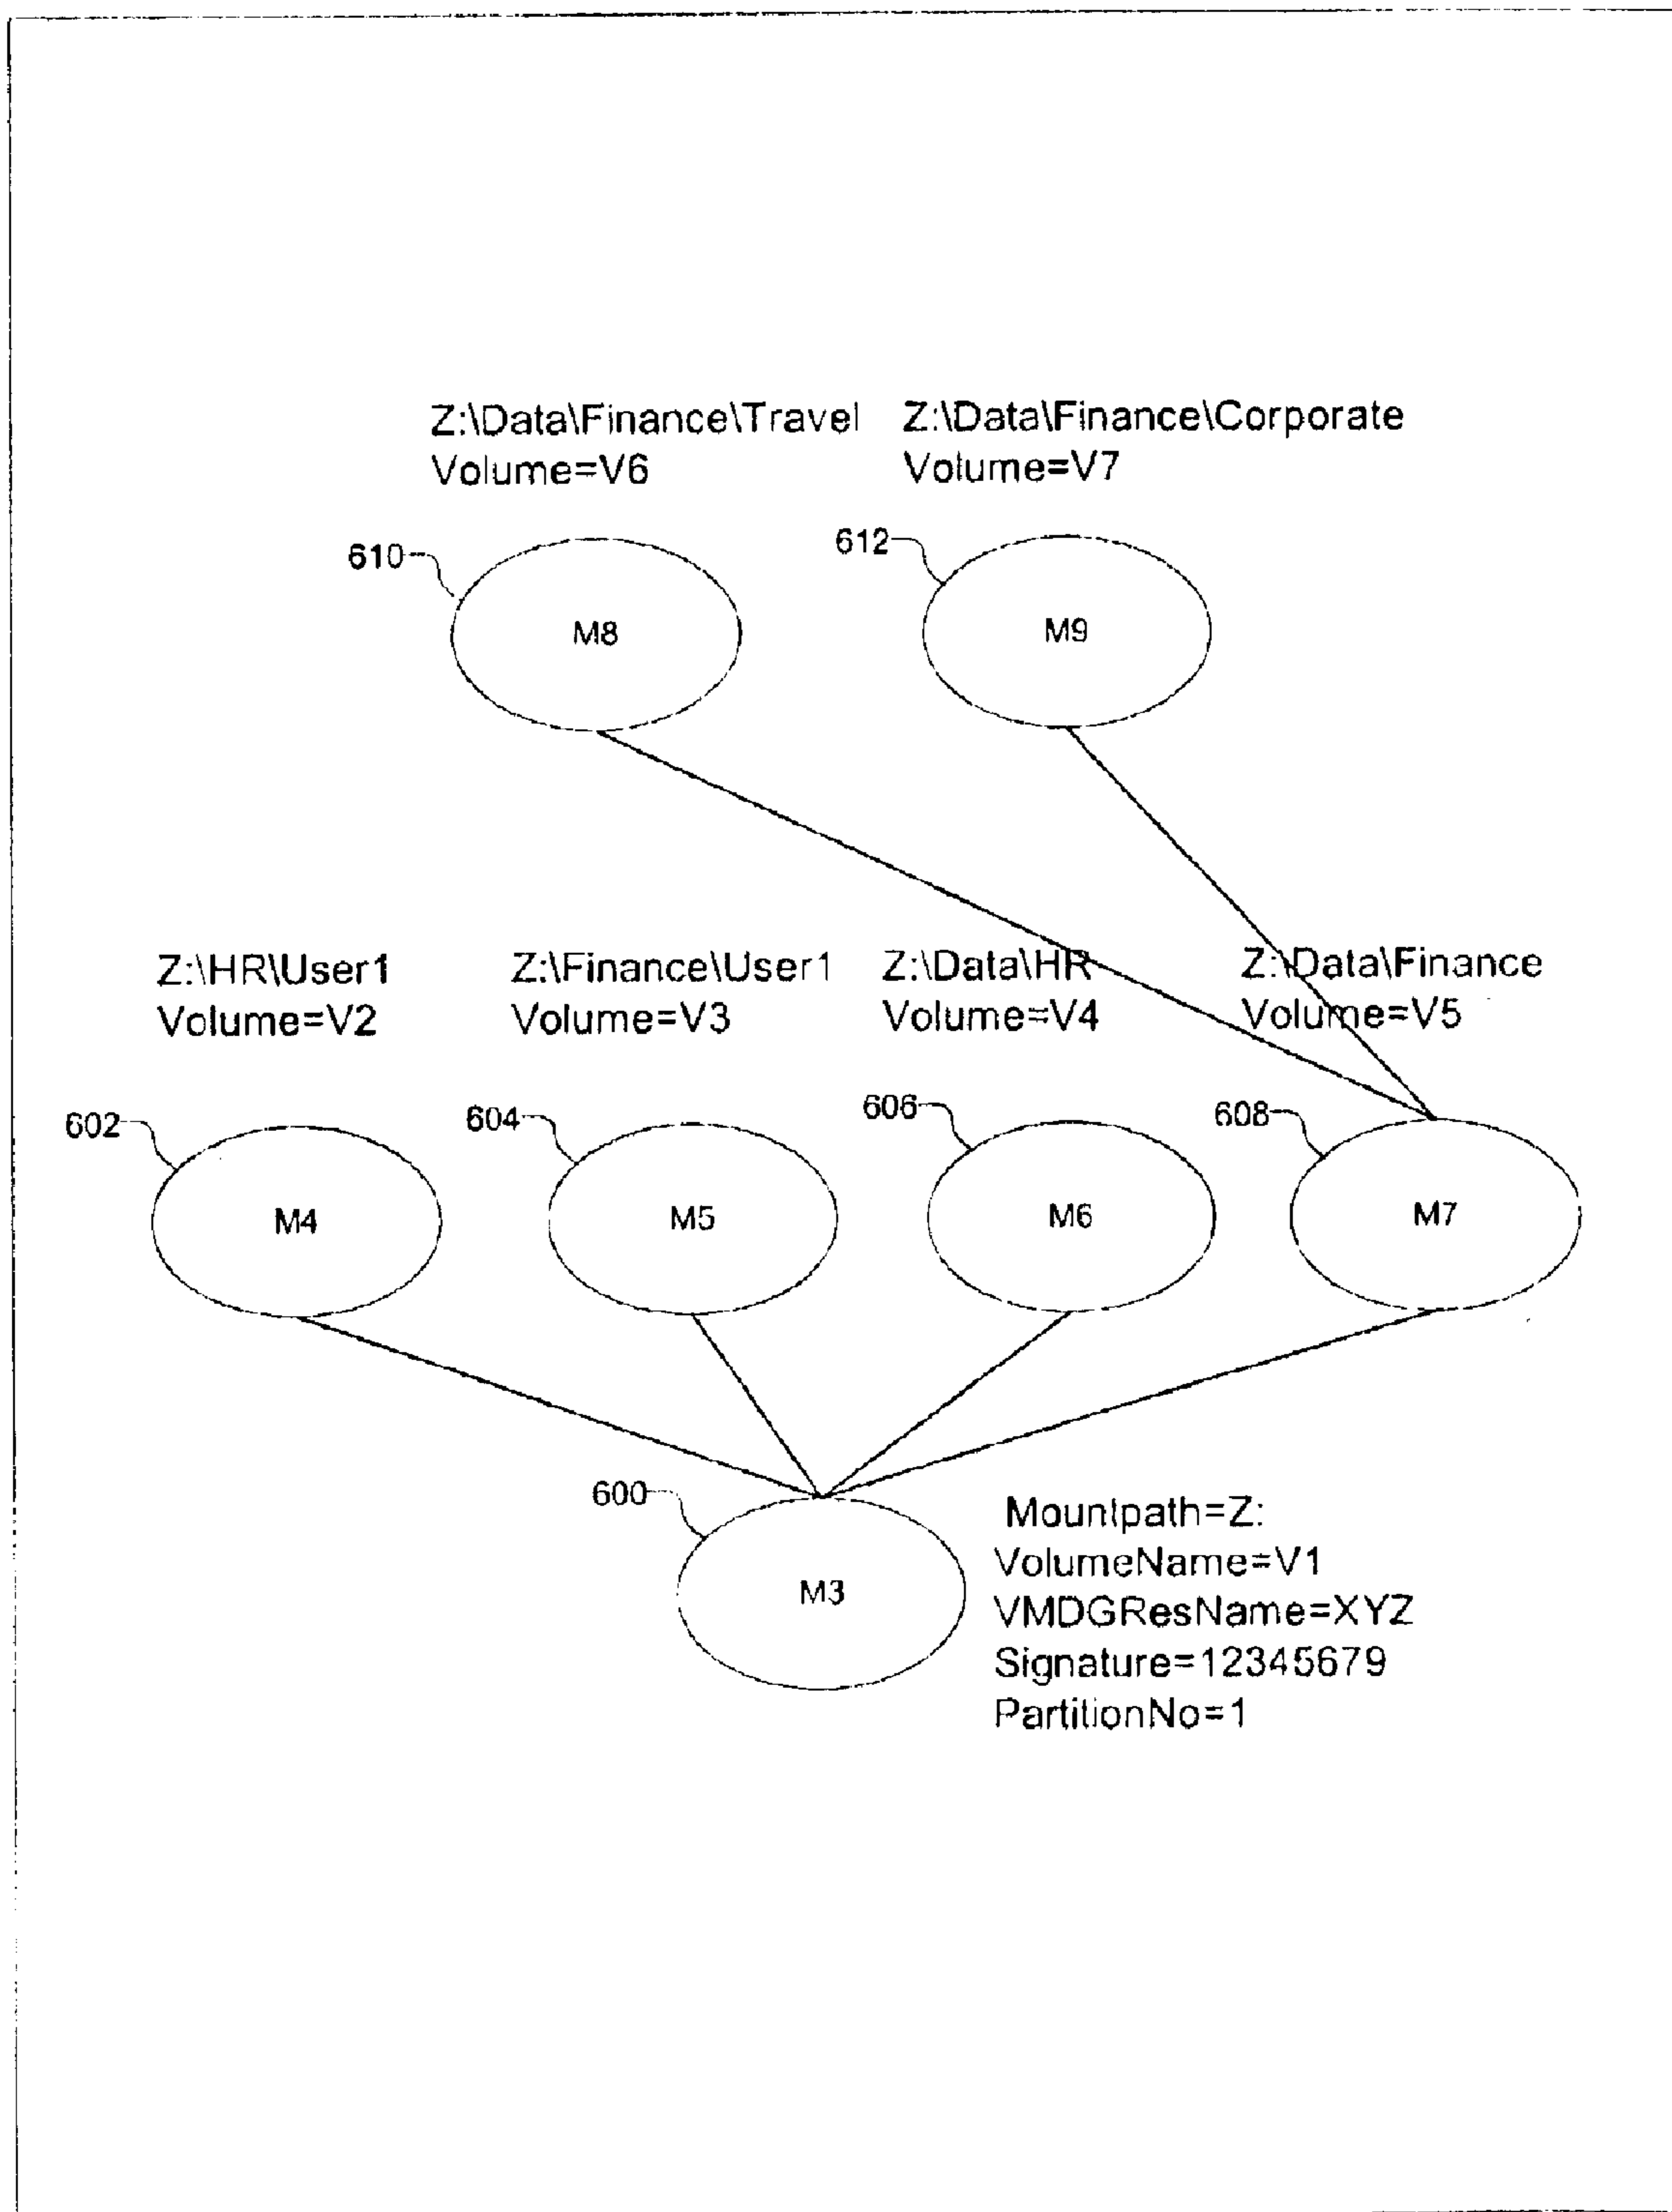 Z:\Data\Finance\Travel
Volume=V6
Z:\Data\Finance\Corporate
Volume=V7
610
M8
612
M9
Z:\HR\User1
Volume=V2
Z:\Finance\User1
Volume=V3
Z:\Data\HR
Volume=V4
Z:\Data\Finance
Volume=V5
602
M4
604
M5
606
M6
608
M7
600
M3
Mountpath=Z:
VolumeName=V1
VMDGResName=XYZ
Signature=12345679
PartitionNo=1